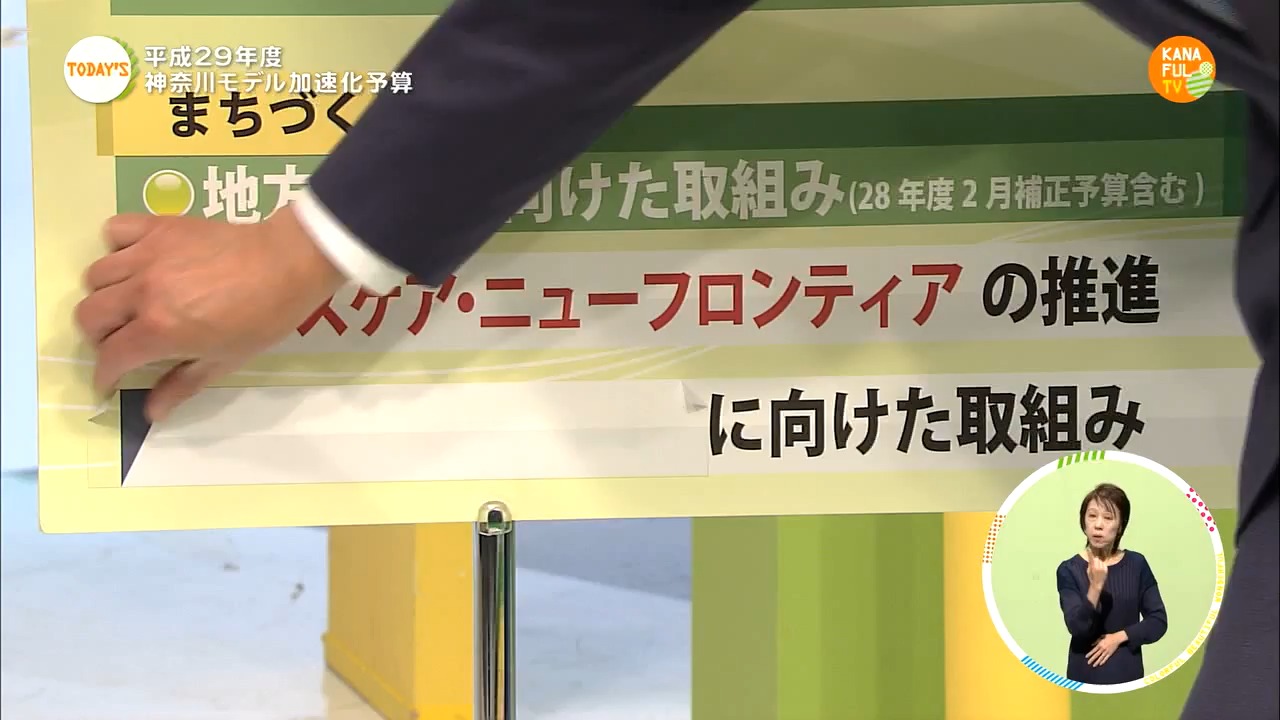 TODAY'S
平成29年度
神奈川モデル加速化予算
KANA
FUL
TV
まちづく
地方 向けた取組み(28年度2月補正予算含む)
スケア・ニューフロンティア の推進
に向けた取組み